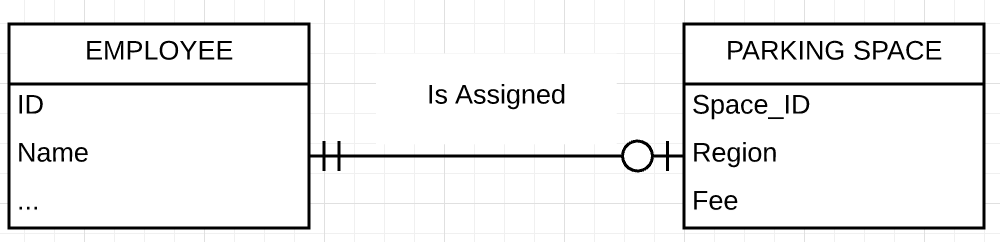 EMPLOYEE
ID
Name
...
Is Assigned
PARKING SPACE
Space_ID
Region
Fee